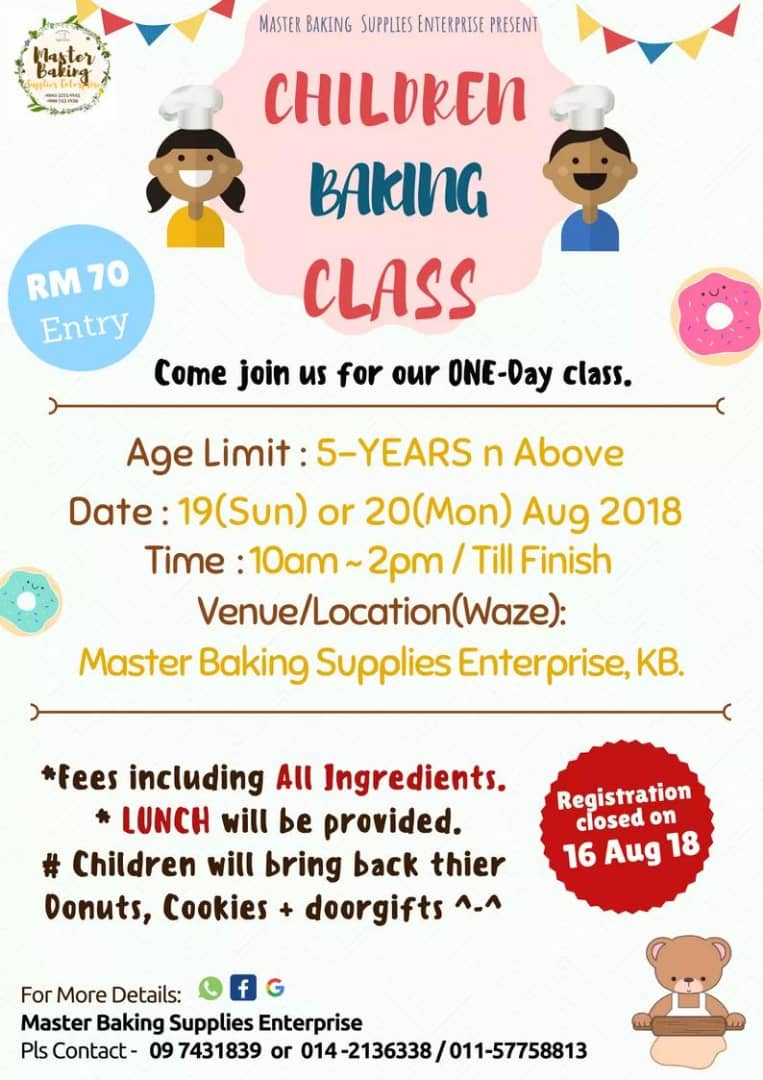 Master Baking Supplies Enterprise present
Master
Baking
Supplies Enterprise
CHILDREN
BAKING
CLASS
RM 70
Entry
Come join us for our ONE-Day class.
Age Limit : 5-YEARS n Above
Date : 19(Sun) or 20(Mon) Aug 2018
Time : 10am ~ 2pm / Till Finish
Venue/Location(Waze):
Master Baking Supplies Enterprise, KB.
*Fees including All Ingredients.
* LUNCH will be provided.
# Children will bring back thier
Donuts, Cookies + doorgifts ^-^
Registration
closed on
16 Aug 18
For More Details:
Master Baking Supplies Enterprise
Pls Contact - 09 7431839 or 014 -2136338 / 011-57758813